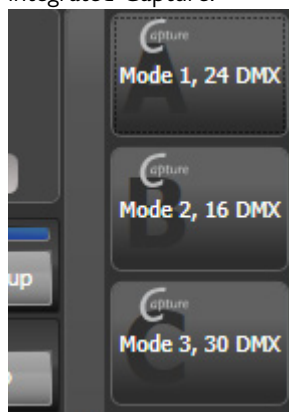 integrated Capture.
Capture
A
Mode 1, 24 DMX
Capture
B
Mode 2, 16 DMX
up
Capture
C
Mode 3, 30 DMX